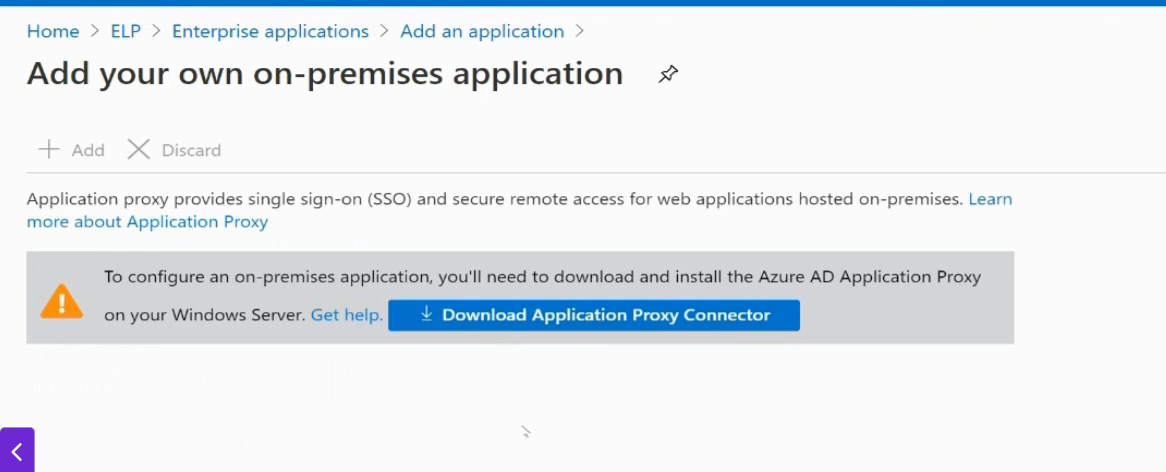 Home > ELP > Enterprise applications > Add an application >
Add your own on-premises application
Add Discard
Application proxy provides single sign-on (SSO) and secure remote access for web applications hosted on-premises. Learn
more about Application Proxy
To configure an on-premises application, you'll need to download and install the Azure AD Application Proxy
on your Windows Server. Get help. Download Application Proxy Connector